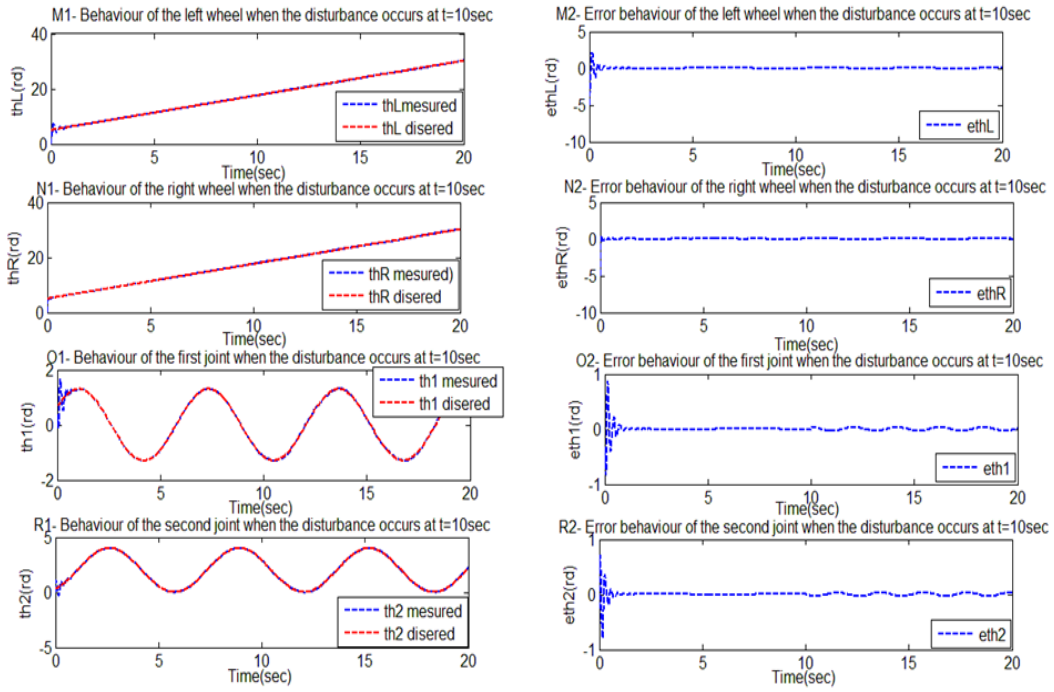 M1- Behaviour of the left wheel when the disturbance occurs at t=10sec
40
20
0
thL(rd)
thLmesured
thL disered
0 5 10 15 20
Time(sec)
M2- Error behaviour of the left wheel when the disturbance occurs at t=10sec
5
0
-5
-10
ethL(rd)
ethL
0 5 10 15 20
Time(sec)
N1- Behaviour of the right wheel when the disturbance occurs at t=10sec
40
20
0
thR(rd)
thR mesured)
thR disered
0 5 10 15 20
Time(sec)
N2- Error behaviour of the right wheel when the disturbance occurs at t=10sec
5
0
-5
-10
ethR(rd)
ethR
0 5 10 15 20
Time(sec)
O1- Behaviour of the first joint when the disturbance occurs at t=10sec
2
0
-2
th1(rd)
th1 mesured
th1 disered
0 5 10 15 20
Time(sec)
O2- Error behaviour of the first joint when the disturbance occurs at t=10sec
1
0
-1
eth1(rd)
eth1
0 5 10 15 20
Time(sec)
R1- Behaviour of the second joint when the disturbance occurs at t=10sec
5
0
-5
th2(rd)
th2 mesured
th2 disered
0 5 10 15 20
Time(sec)
R2- Error behaviour of the second joint when the disturbance occurs at t=10sec
1
0
-1
eth2(rd)
eth2
0 5 10 15 20
Time(sec)